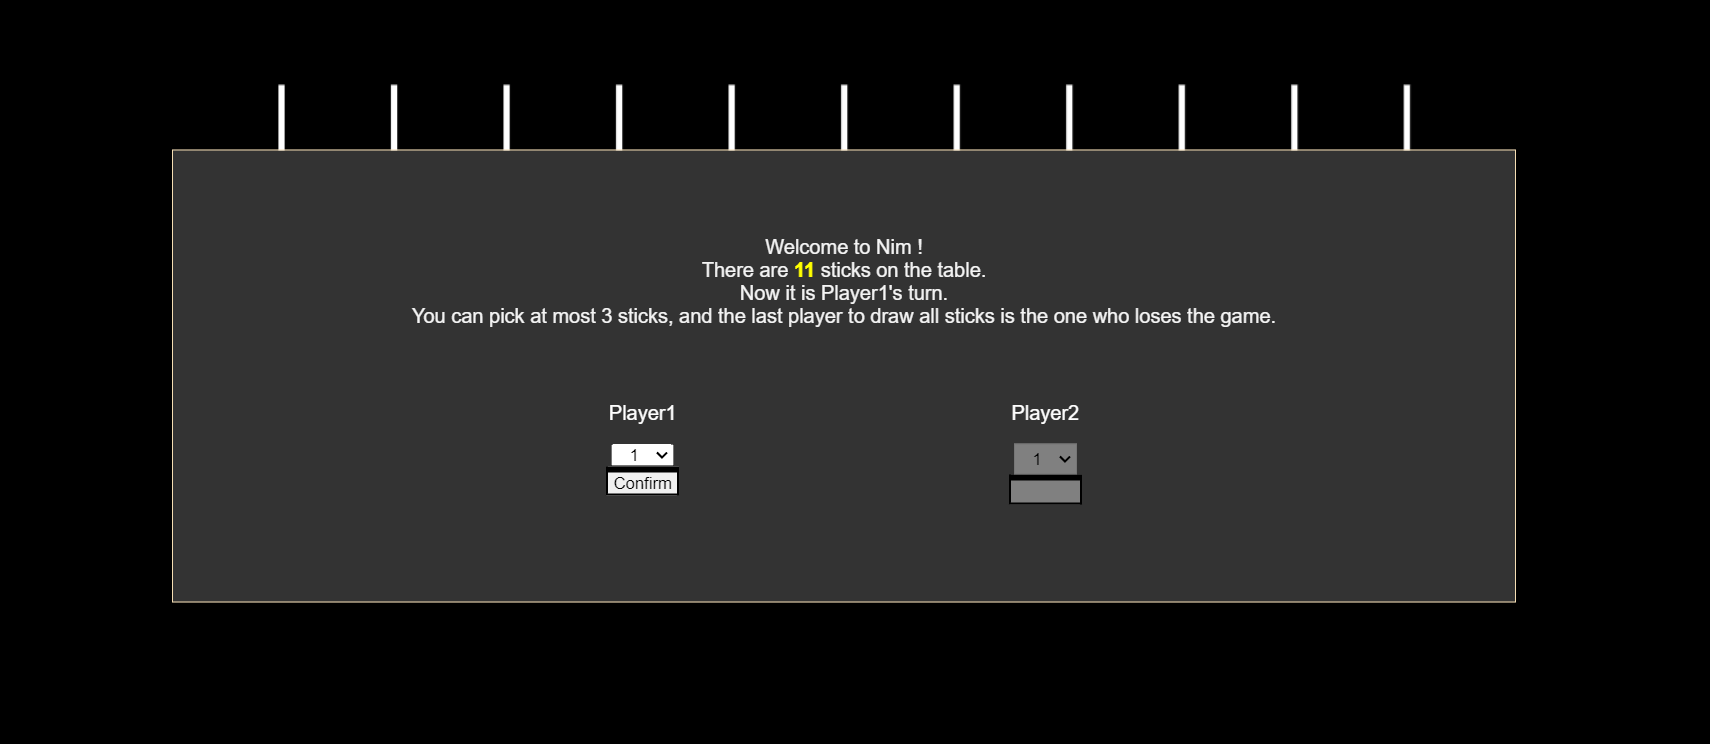 Welcome to Nim !
There are 11 sticks on the table.
Now it is Player1's turn.
You can pick at most 3 sticks, and the last player to draw all sticks is the one who loses the game.
Player1 Player2
1 1
Confirm